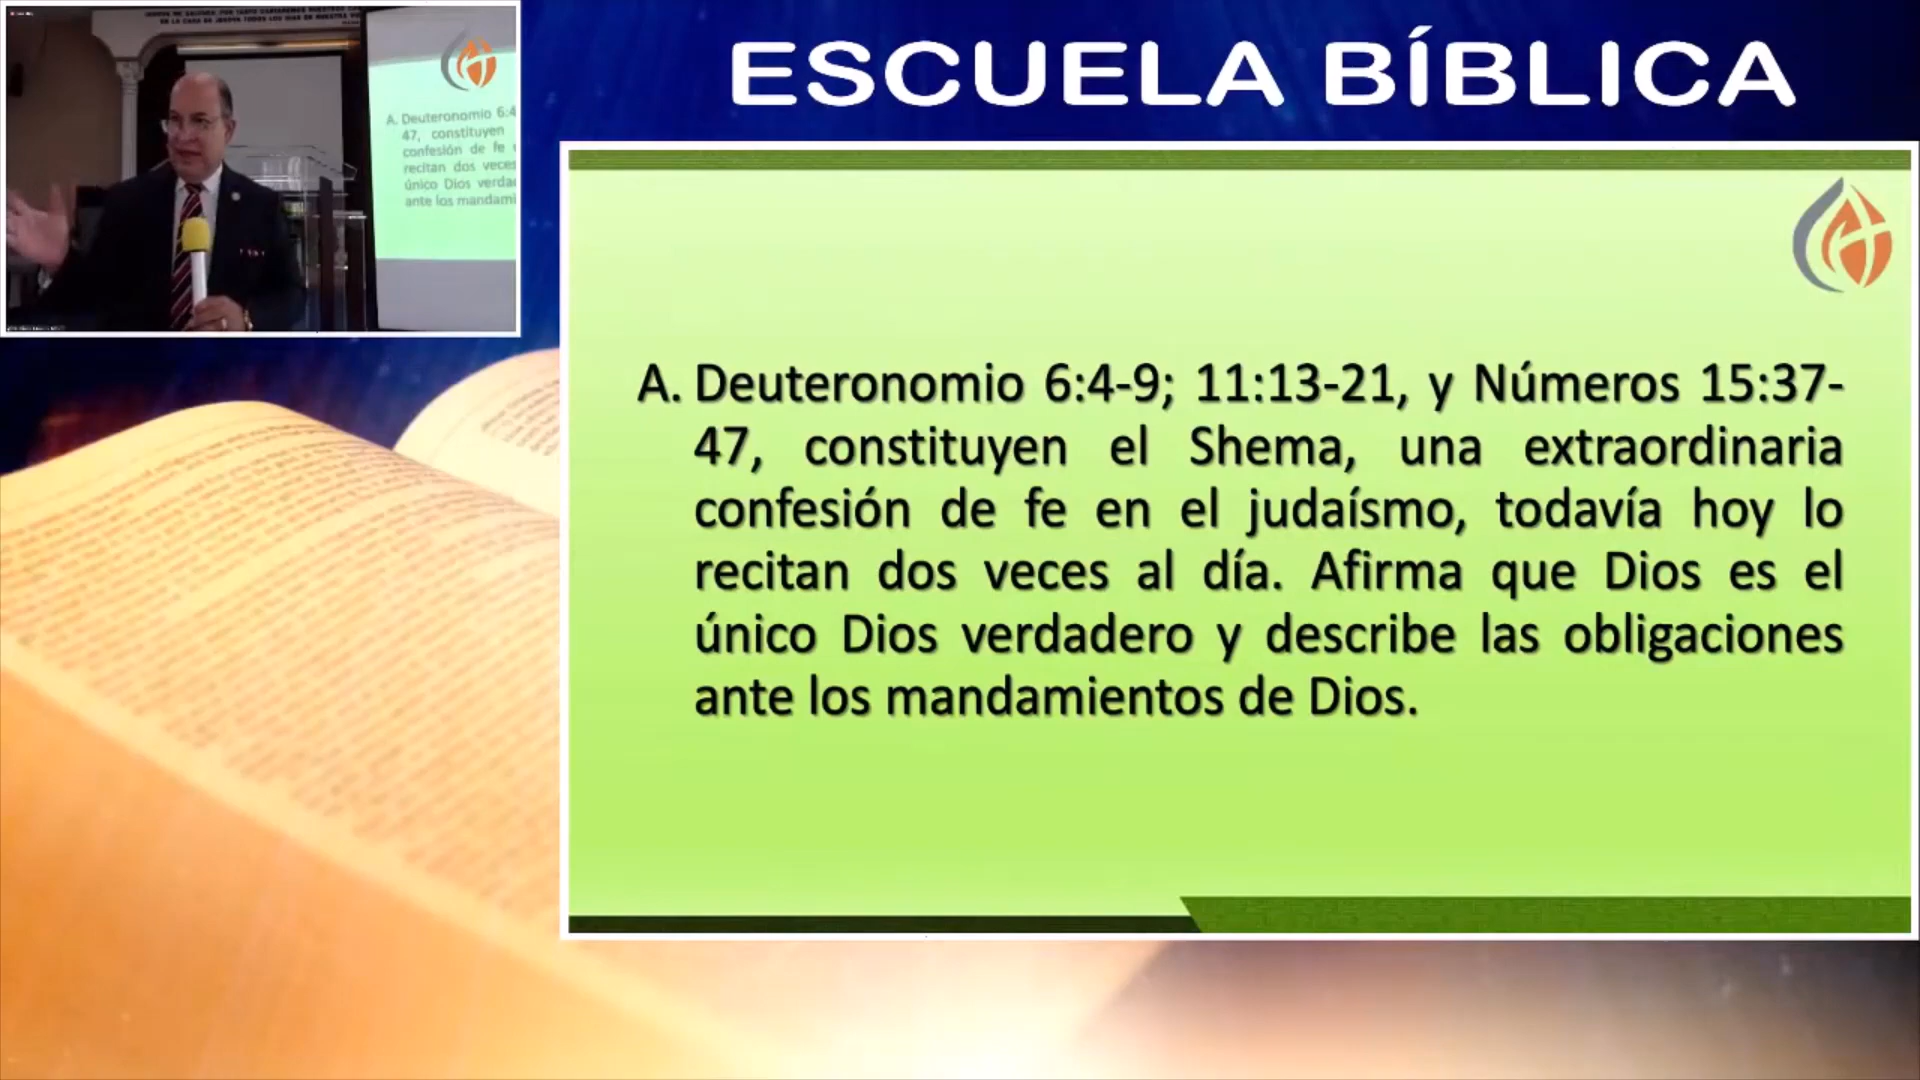 ESCUELA BÍBLICA
A. Deuteronomio 6:4-9; 11:13-21, y Números 15:37-
47, constituyen el Shema, una extraordinaria
confesión de fe en el judaísmo, todavía hoy lo
recitan dos veces al día. Afirma que Dios es el
único Dios verdadero y describe las obligaciones
ante los mandamientos de Dios.
A. Deuteronomio 6:4
47, constituyen
confesión de fe
recitan dos veces
único Dios verda
ante los mandami